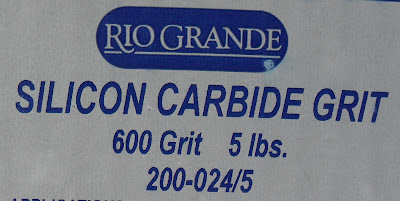 RIO GRANDE
SILICON CARBIDE GRIT
600 Grit 5 lbs.
200-024/5